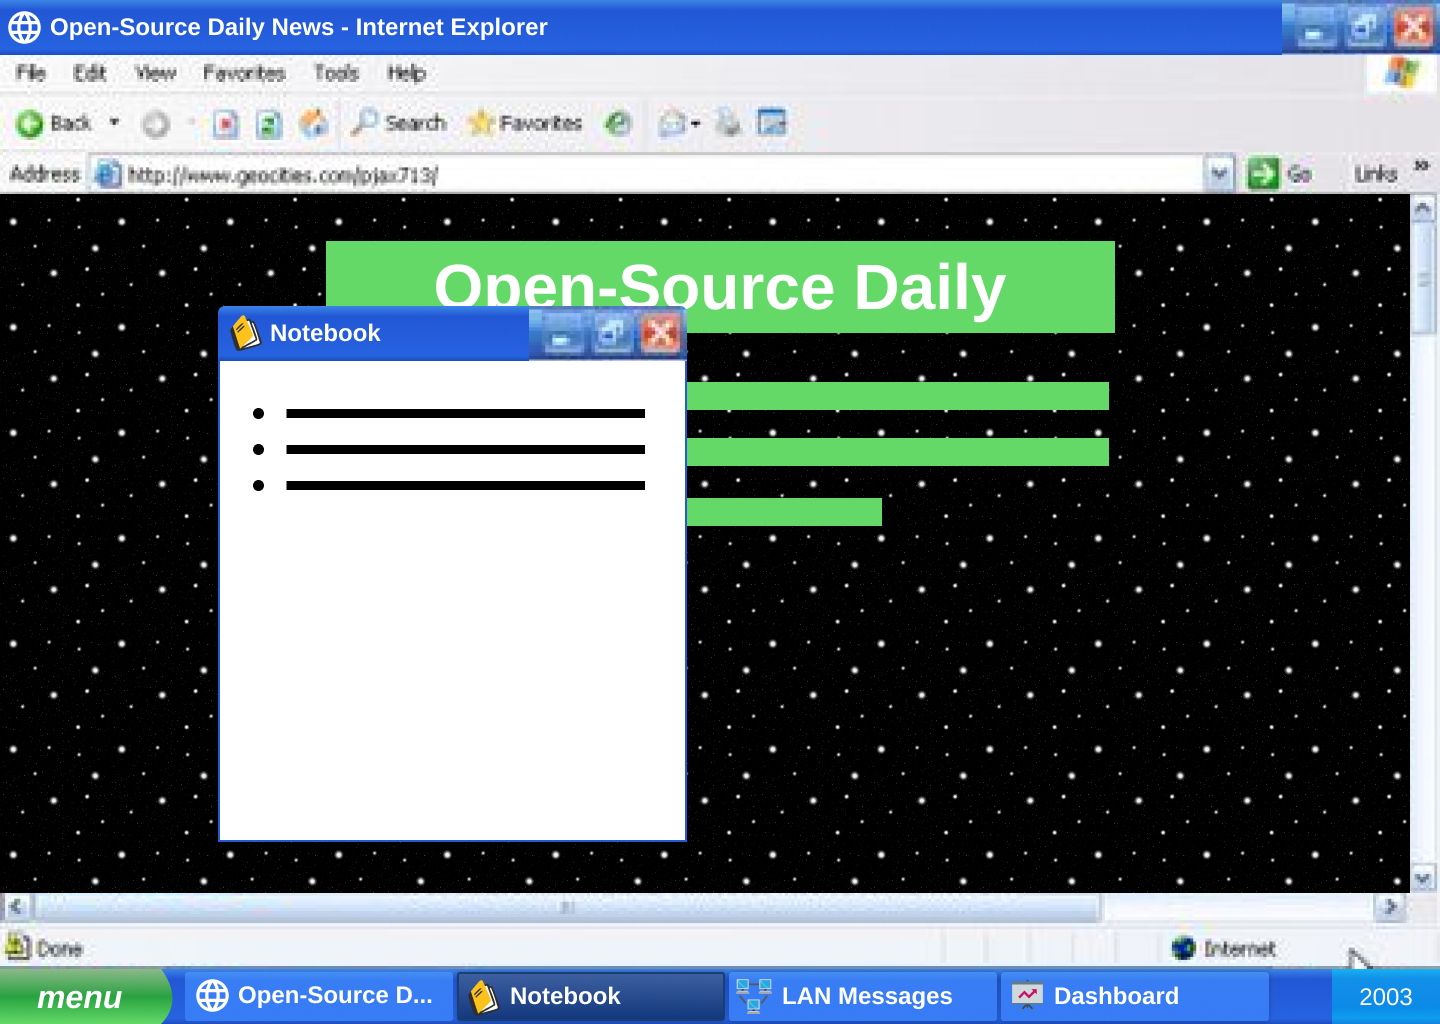 Open-Source Daily News - Internet Explorer
File Edit View Favorites Tools Help
Back Search Favorites
Address http://www.geocities.com/pjax713/ Go Links »
Open-Source Daily
Notebook
Done Internet
menu Open-Source D... Notebook LAN Messages Dashboard 2003